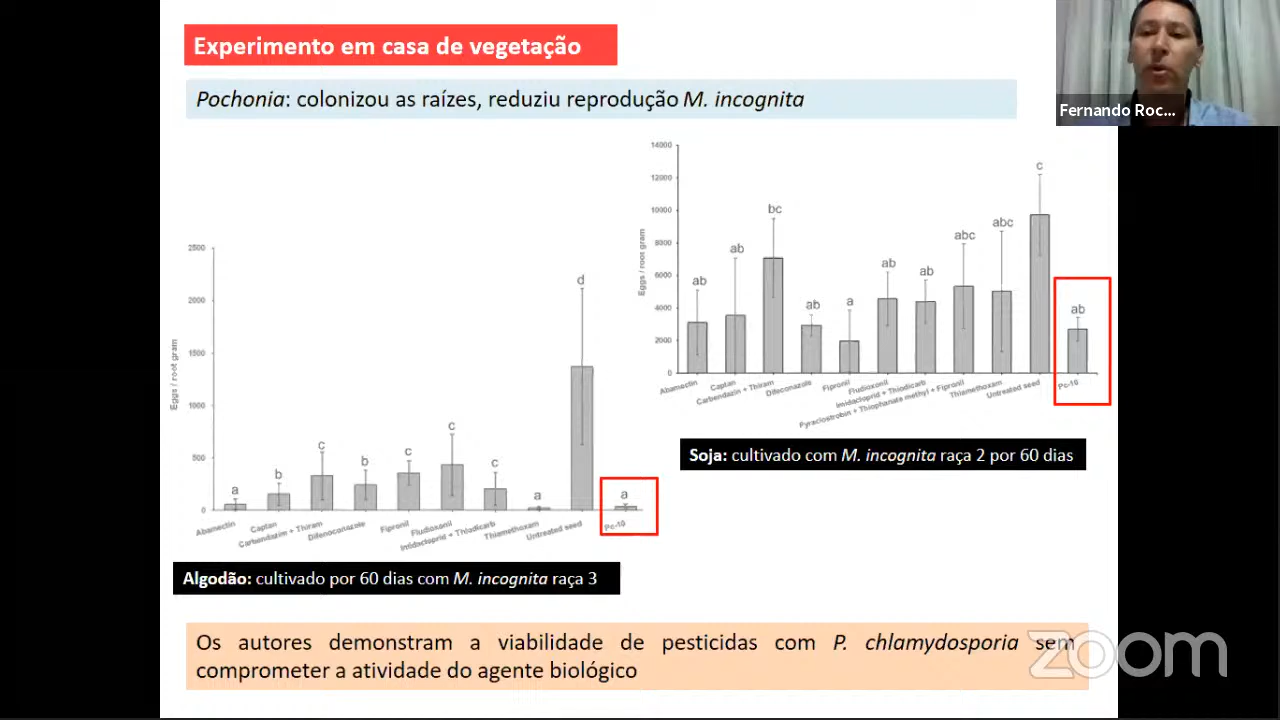 Experimento em casa de vegetação
Fernando Roc...
Pochonia: colonizou as raízes, reduziu reprodução M. incognita
14000
12000
10000
8000
6000
4000
2000
0
Eggs / root gram
ab
ab
bc
ab
a
ab
ab
abc
abc
c
ab
Abamectin
Captan
Carbendazin + Thiram
Difeconazole
Fipronil
Fludioxonil
Imidacloprid + Thiodicarb
Pyraclostrobin + Thiophanate methyl + Fipronil
Thiamethoxam
Untreated seed
Pc-10
Soja: cultivado com M. incognita raça 2 por 60 dias
2500
2000
1500
1000
500
0
Eggs / root gram
a
b
c
b
c
c
c
a
d
a
Abamectin
Captan
Carbendazim + Thiram
Difenoconazole
Fipronil
Fludioxonil
Imidacloprid + Thiodicarb
Thiamethoxam
Untreated seed
Pc-10
Algodão: cultivado por 60 dias com M. incognita raça 3
Os autores demonstram a viabilidade de pesticidas com P. chlamydosporia sem
comprometer a atividade do agente biológico
zoom